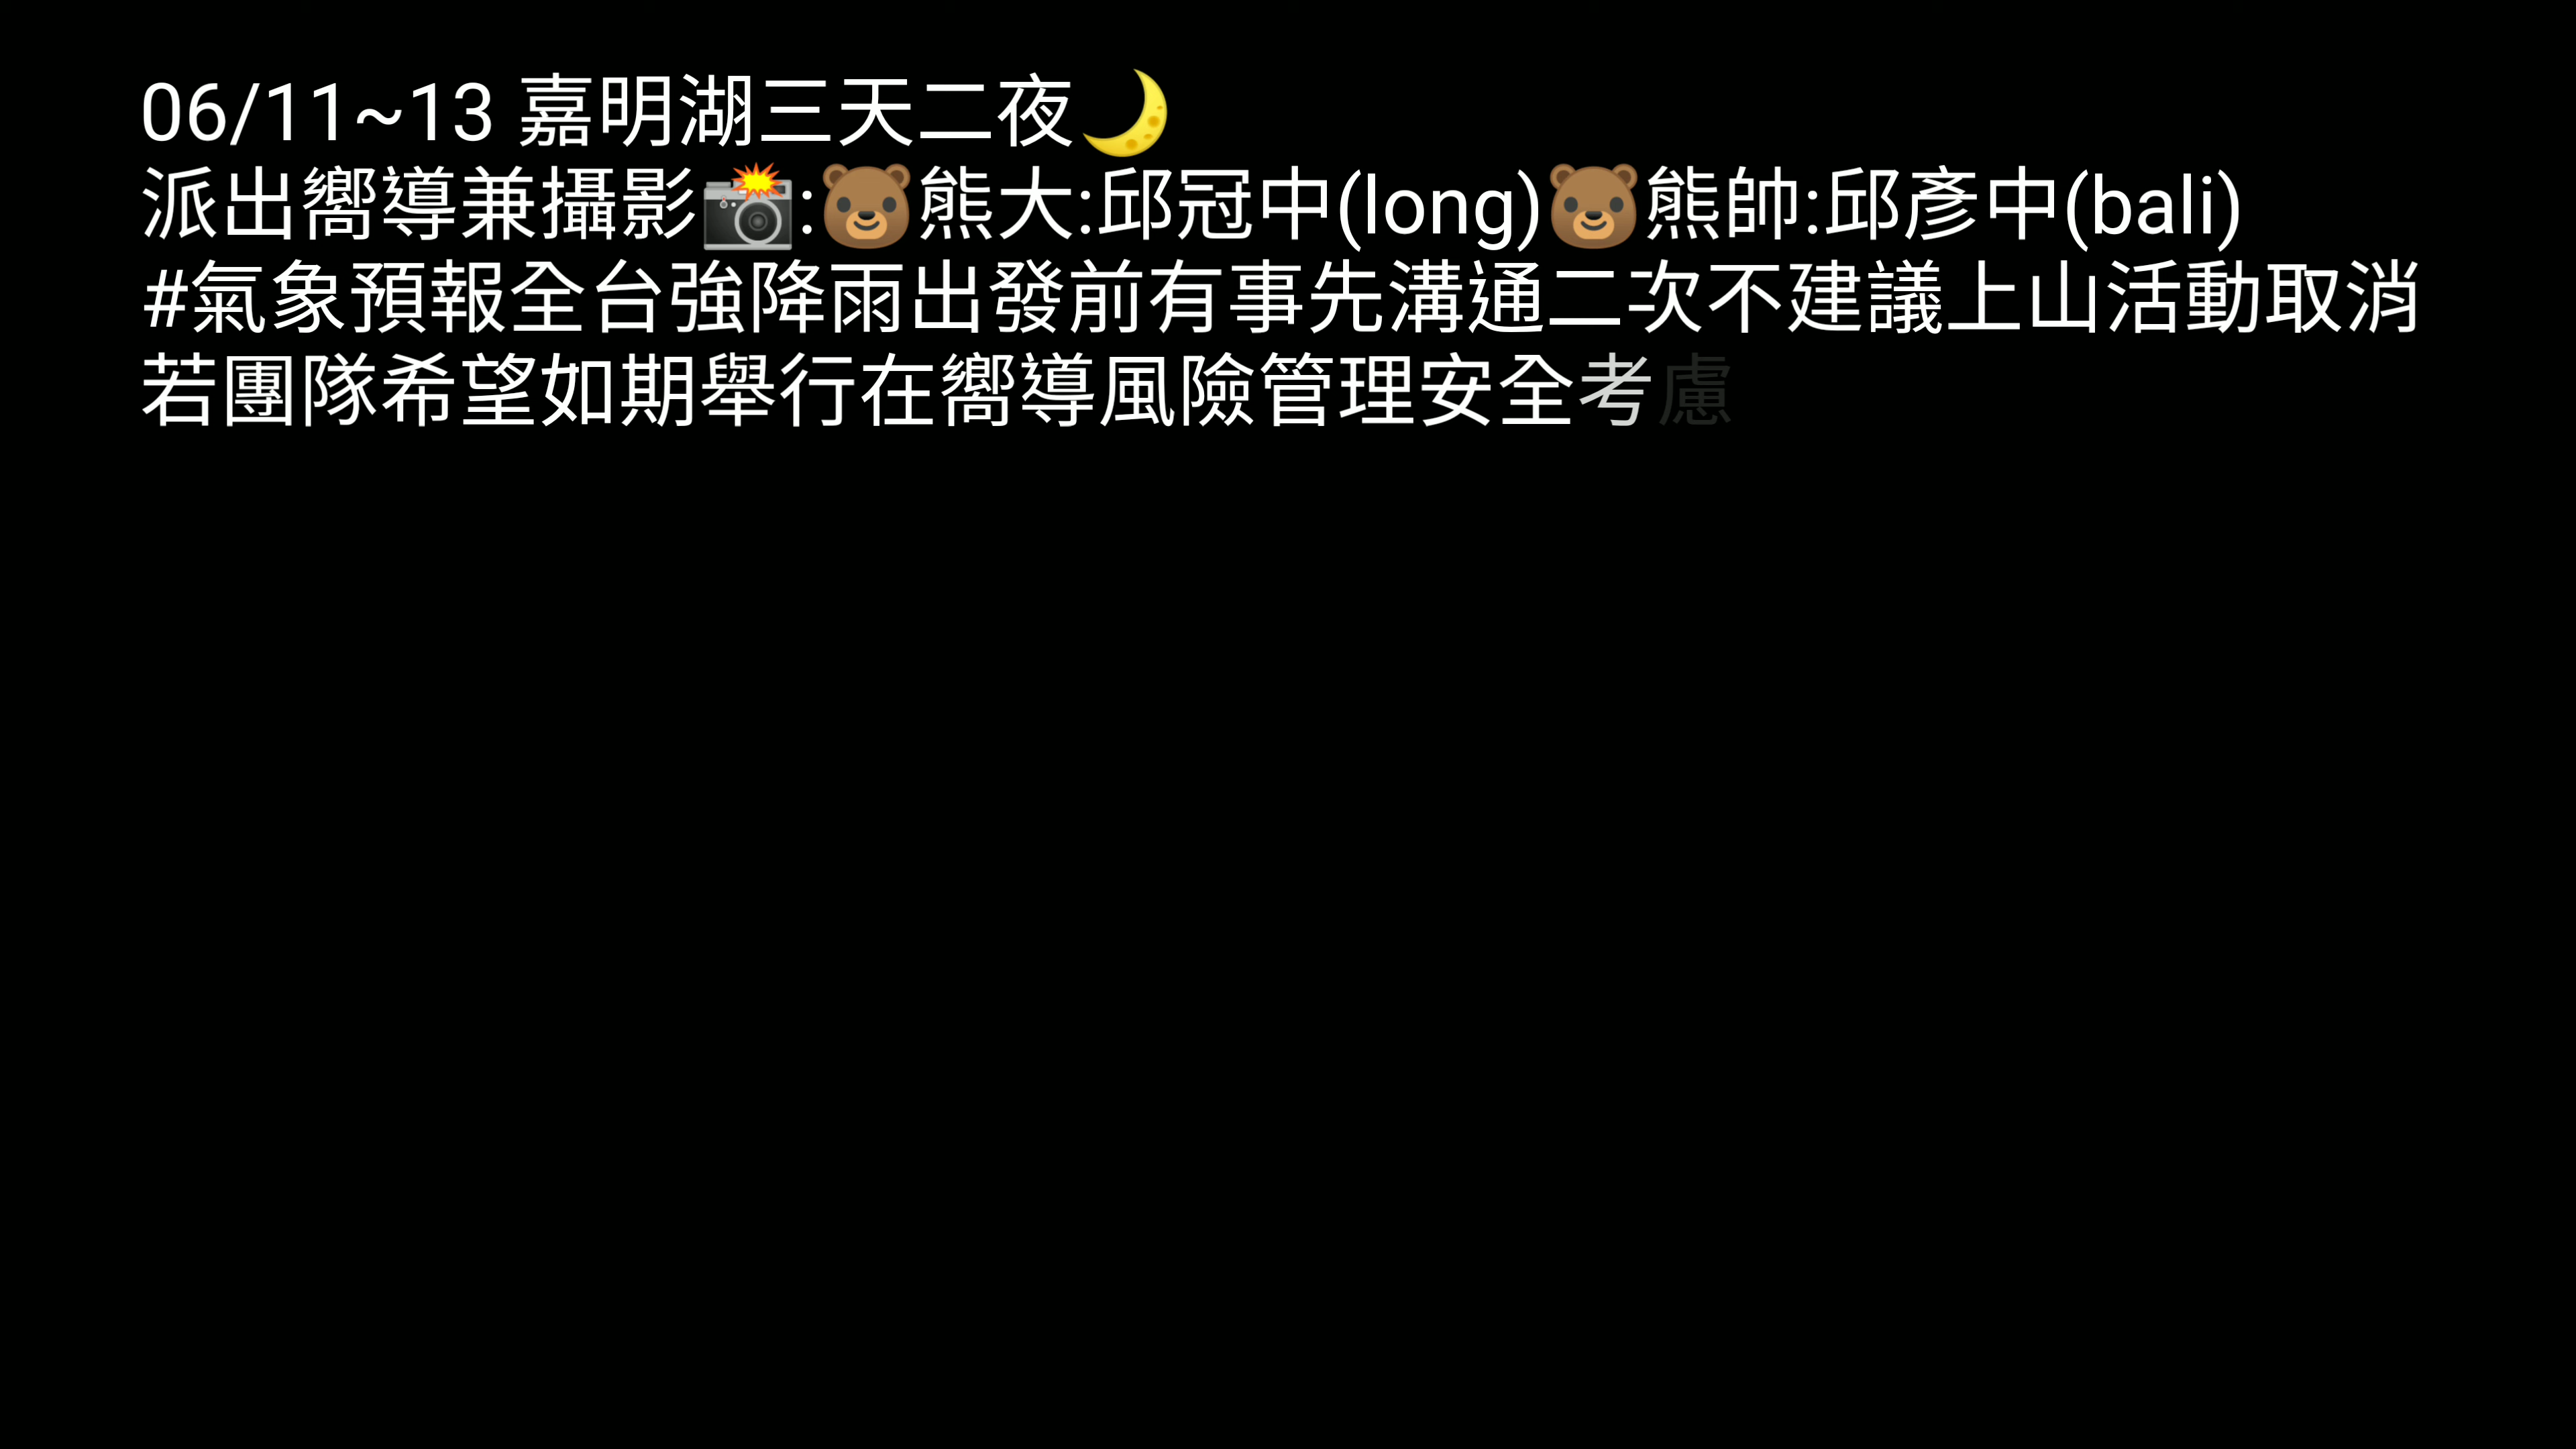 06/11~13 嘉明湖三天二夜🌙
派出嚮導兼攝影📸:🐻熊大:邱冠中(long)🐻熊帥:邱彥中(bali)
#氣象預報全台強降雨出發前有事先溝通二次不建議上山活動取消
若團隊希望如期舉行在嚮導風險管理安全考慮